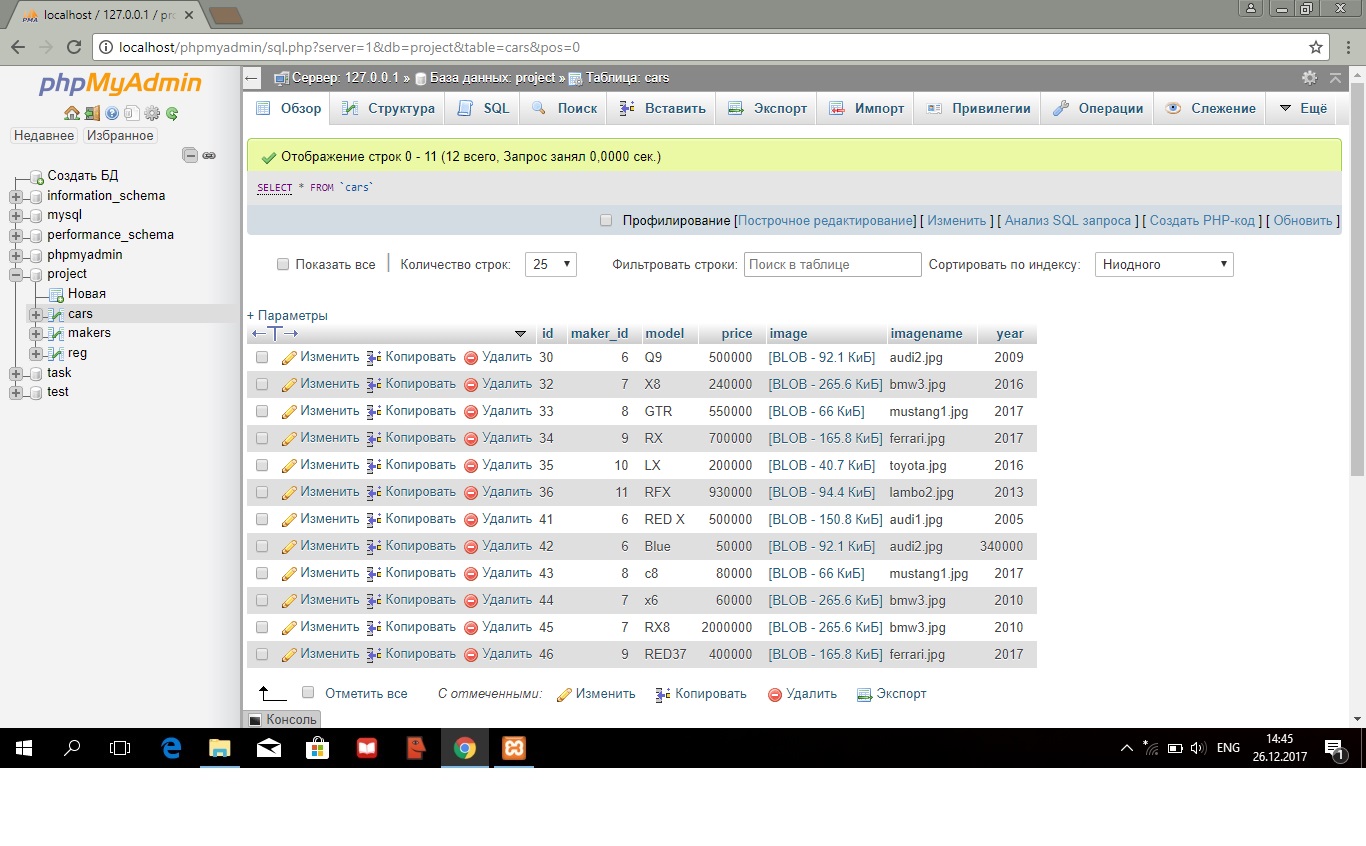 localhost / 127.0.0.1 / pro
localhost/phpmyadmin/sql.php?server=1&db=project&table=cars&pos=0
phpMyAdmin
Недавнее Избранное
Создать БД
information_schema
mysql
performance_schema
phpmyadmin
project
Новая
cars
makers
reg
task
test
Сервер: 127.0.0.1 » База данных: project » Таблица: cars
Обзор Структура SQL Поиск Вставить Экспорт Импорт Привилегии Операции Слежение Ещё
Отображение строк 0 - 11 (12 всего, Запрос занял 0,0000 сек.)
SELECT * FROM `cars`
Профилирование [Построчное редактирование] [ Изменить ] [ Анализ SQL запроса ] [ Создать PHP-код ] [ Обновить ]
Показать все Количество строк: 25 Фильтровать строки: Поиск в таблице Сортировать по индексу: Ниодного
+ Параметры
←T→ id maker_id model price image imagename year
Изменить Копировать Удалить 30 6 Q9 500000 [BLOB - 92.1 КиБ] audi2.jpg 2009
Изменить Копировать Удалить 32 7 X8 240000 [BLOB - 265.6 КиБ] bmw3.jpg 2016
Изменить Копировать Удалить 33 8 GTR 550000 [BLOB - 66 КиБ] mustang1.jpg 2017
Изменить Копировать Удалить 34 9 RX 700000 [BLOB - 165.8 КиБ] ferrari.jpg 2017
Изменить Копировать Удалить 35 10 LX 200000 [BLOB - 40.7 КиБ] toyota.jpg 2016
Изменить Копировать Удалить 36 11 RFX 930000 [BLOB - 94.4 КиБ] lambo2.jpg 2013
Изменить Копировать Удалить 41 6 RED X 500000 [BLOB - 150.8 КиБ] audi1.jpg 2005
Изменить Копировать Удалить 42 6 Blue 50000 [BLOB - 92.1 КиБ] audi2.jpg 340000
Изменить Копировать Удалить 43 8 c8 80000 [BLOB - 66 КиБ] mustang1.jpg 2017
Изменить Копировать Удалить 44 7 x6 60000 [BLOB - 265.6 КиБ] bmw3.jpg 2010
Изменить Копировать Удалить 45 7 RX8 2000000 [BLOB - 265.6 КиБ] bmw3.jpg 2010
Изменить Копировать Удалить 46 9 RED37 400000 [BLOB - 165.8 КиБ] ferrari.jpg 2017
Отметить все С отмеченными: Изменить Копировать Удалить Экспорт
Консоль
ENG
14:45
26.12.2017
1